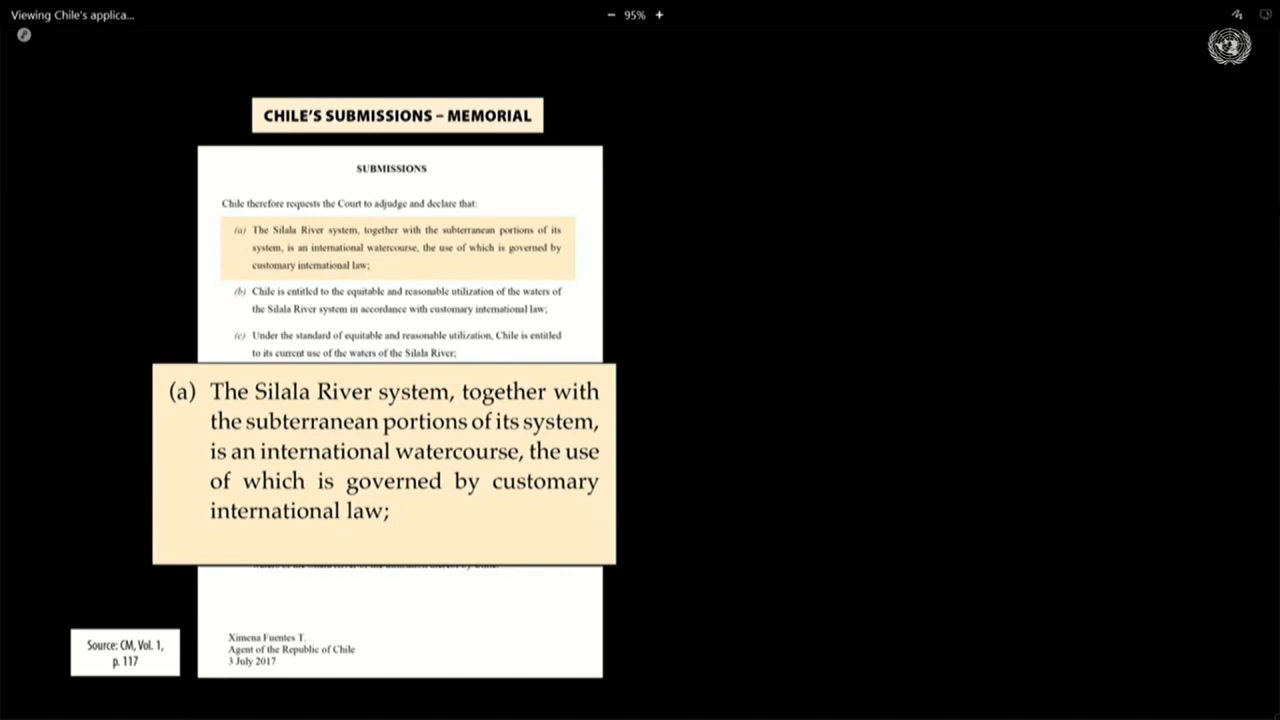 Viewing Chile's applica...
− 95% +
CHILE'S SUBMISSIONS – MEMORIAL
SUBMISSIONS
Chile therefore requests the Court to adjudge and declare that:
(a) The Silala River system, together with the subterranean portions of its
system, is an international watercourse, the use of which is governed by
customary international law;
(b) Chile is entitled to the equitable and reasonable utilization of the waters of
the Silala River system in accordance with customary international law;
(c) Under the standard of equitable and reasonable utilization, Chile is entitled
to its current use of the waters of the Silala River;
(a) The Silala River system, together with
the subterranean portions of its system,
is an international watercourse, the use
of which is governed by customary
international law;
Ximena Fuentes T.
Agent of the Republic of Chile
3 July 2017
Source: CM, Vol. 1,
p. 117